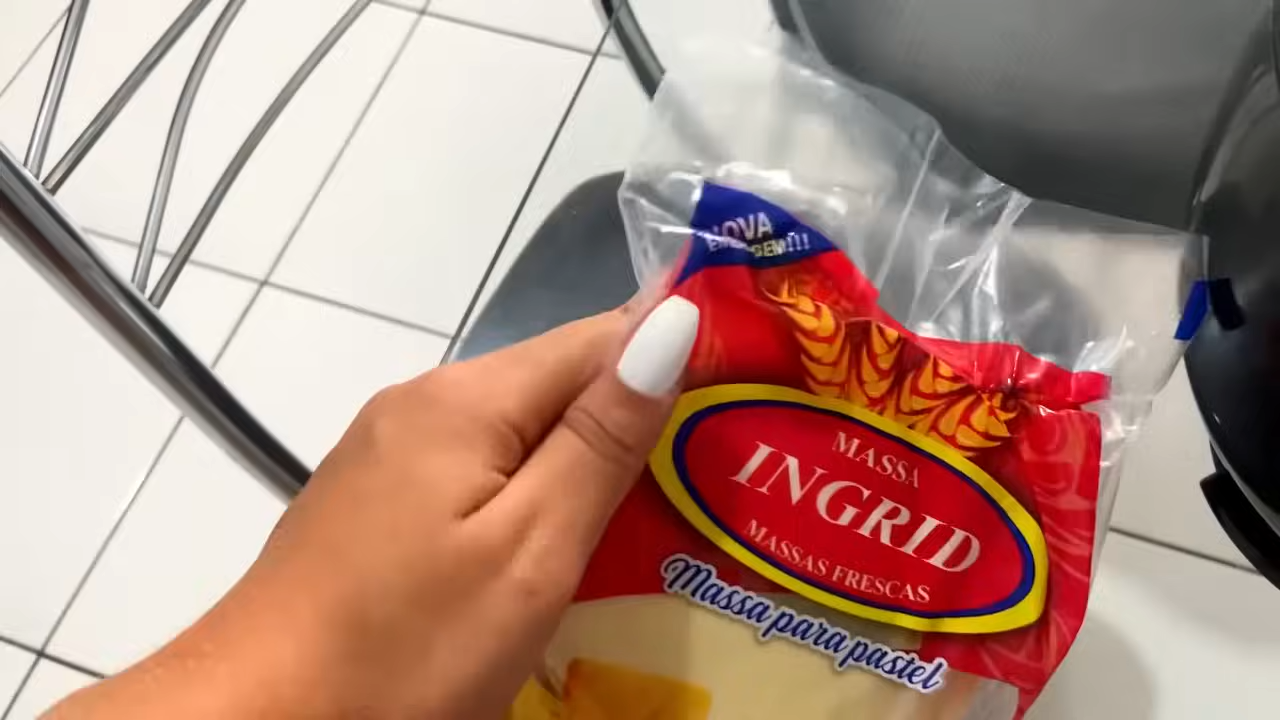 NOVA
MASSA
INGRID
MASSAS FRESCAS
Massa para pastel